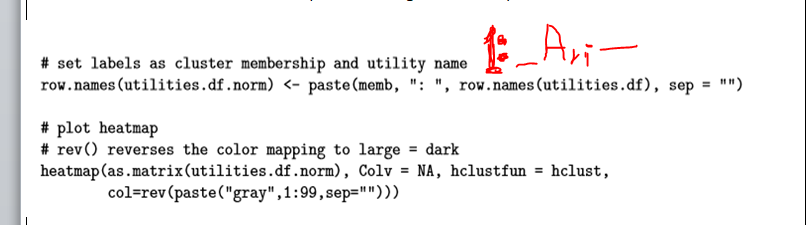 # set labels as cluster membership and utility name
1: _Ari—
row.names(utilities.df.norm) <- paste(memb, ": ", row.names(utilities.df), sep = "")
# plot heatmap
# rev() reverses the color mapping to large = dark
heatmap(as.matrix(utilities.df.norm), Colv = NA, hclustfun = hclust,
col=rev(paste("gray",1:99,sep="")))